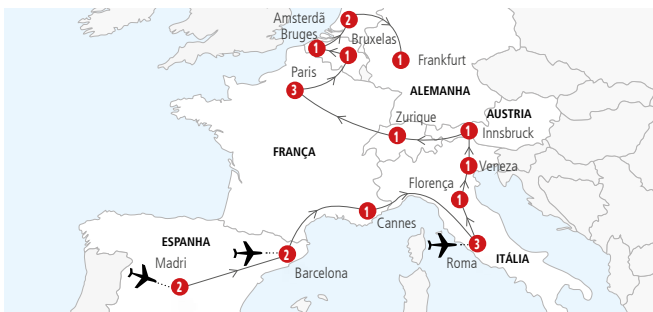 Amsterdã
2
Bruges
Bruxelas
1
1
1
Frankfurt
Paris
3
ALEMANHA
Zurique
AUSTRIA
1
1
Innsbruck
FRANÇA
1
Veneza
Florença
1
1
Cannes
ESPANHA
Madri
2
2
Barcelona
3
Roma
ITÁLIA